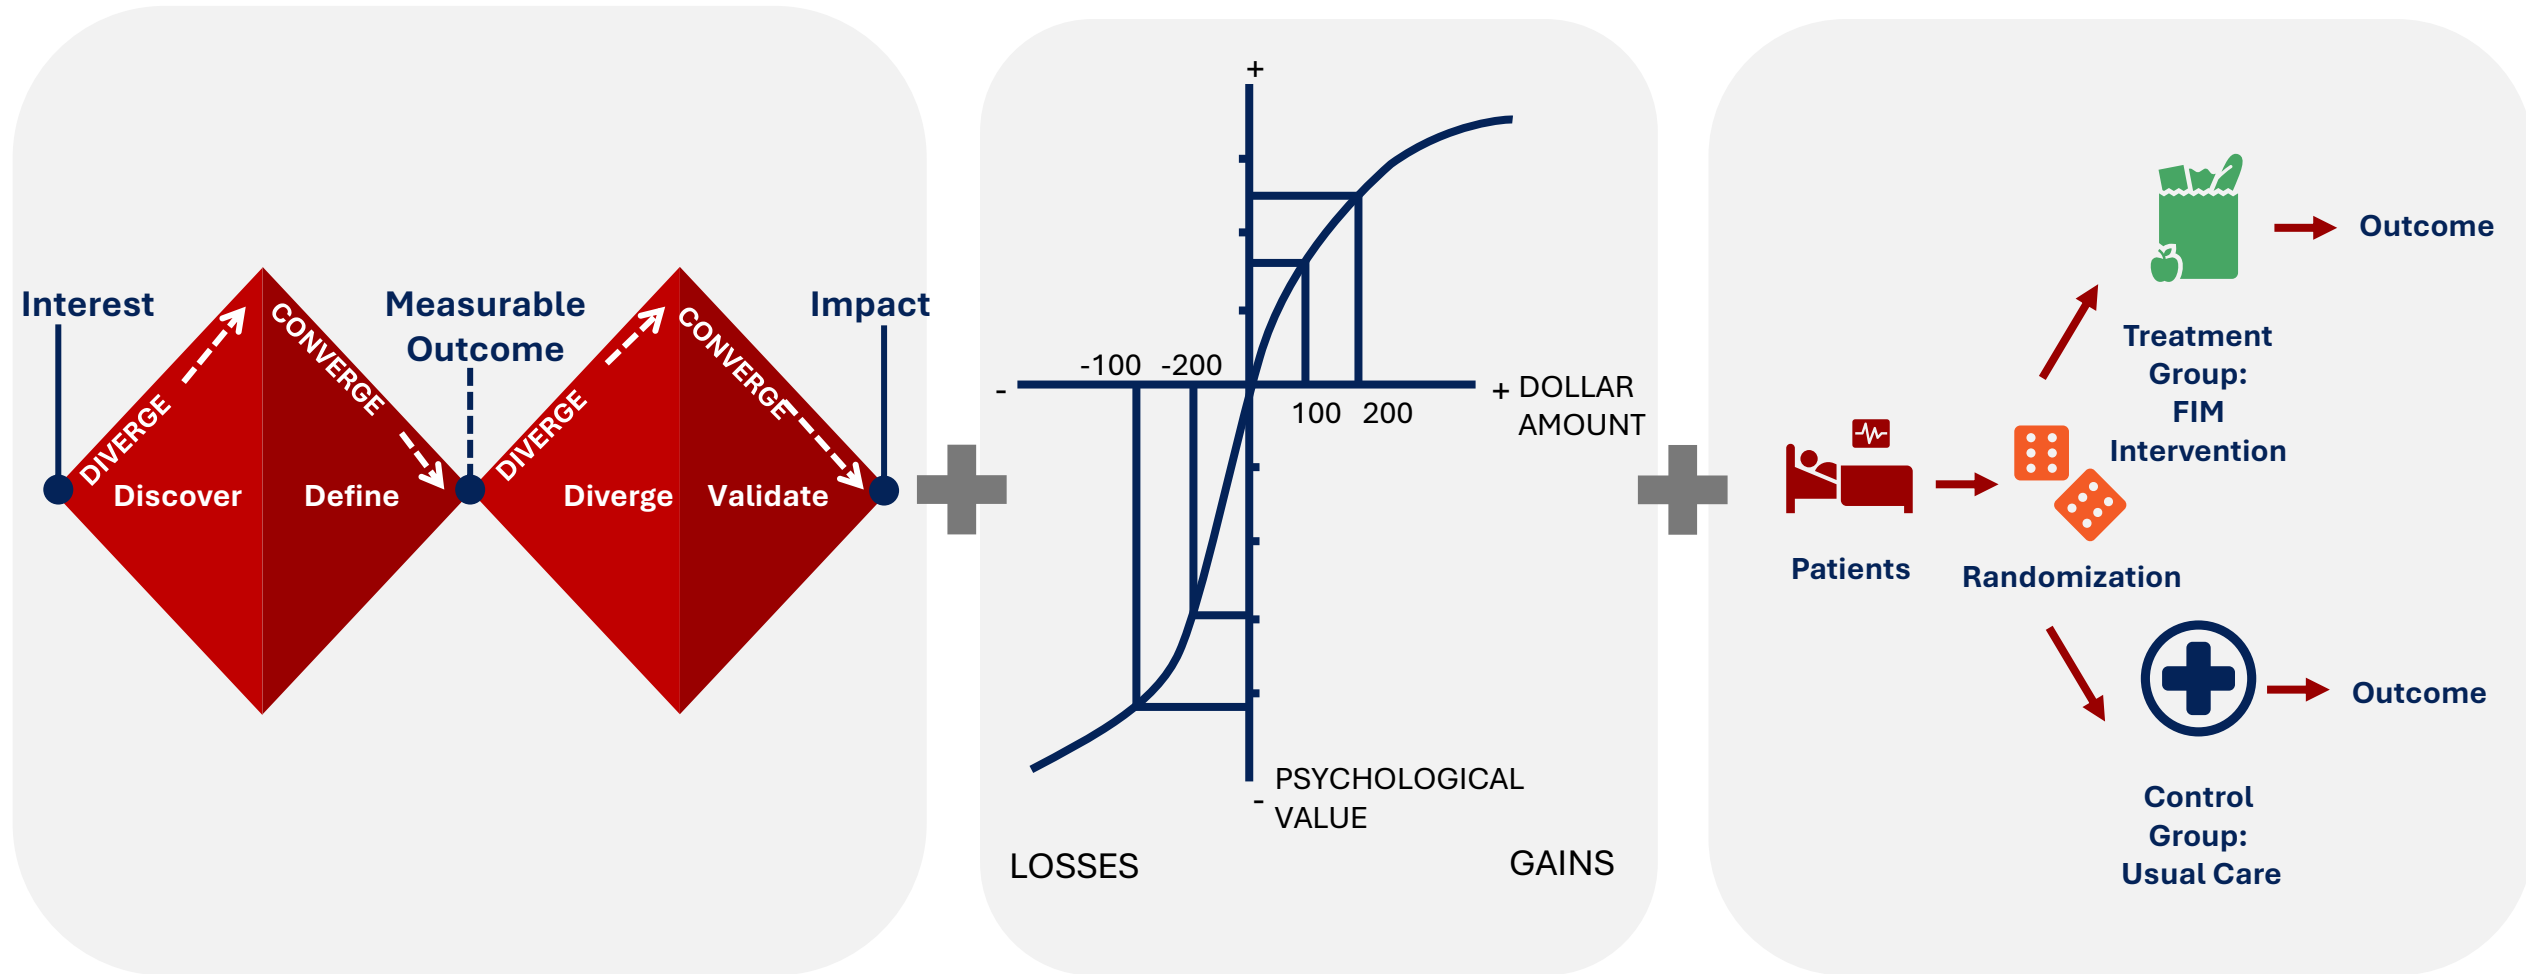 Interest
Measurable
Outcome
Impact
DIVERGE
CONVERGE
DIVERGE
CONVERGE
Discover
Define
Diverge
Validate
+
-100 -200
-
+ DOLLAR
AMOUNT
100 200
PSYCHOLOGICAL
-
VALUE
LOSSES
GAINS
Outcome
Treatment
Group:
FIM
Intervention
Patients
Randomization
Outcome
Control
Group:
Usual Care